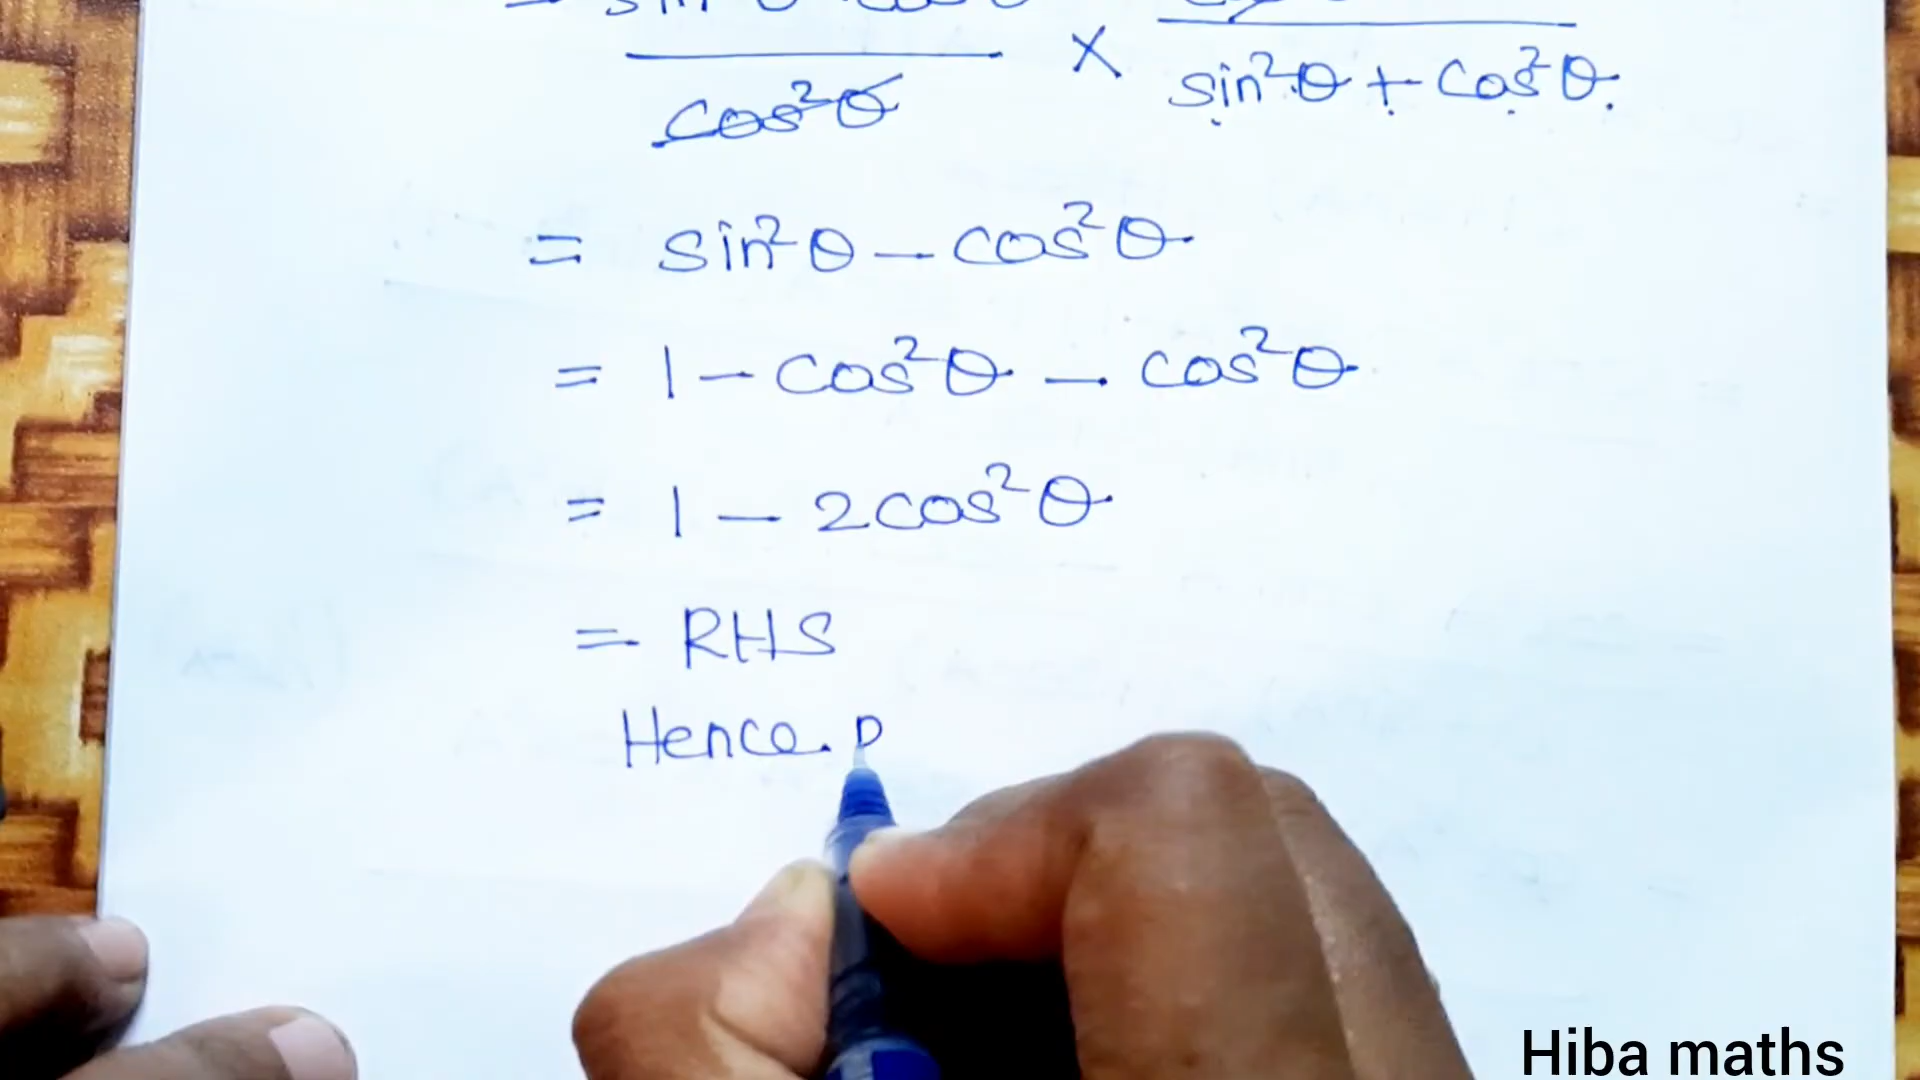 cos²θ × sin²θ + cos²θ
= sin²θ - cos²θ
= 1 - cos²θ - cos²θ
= 1 - 2cos²θ
= RHS
Hence. p
Hiba maths